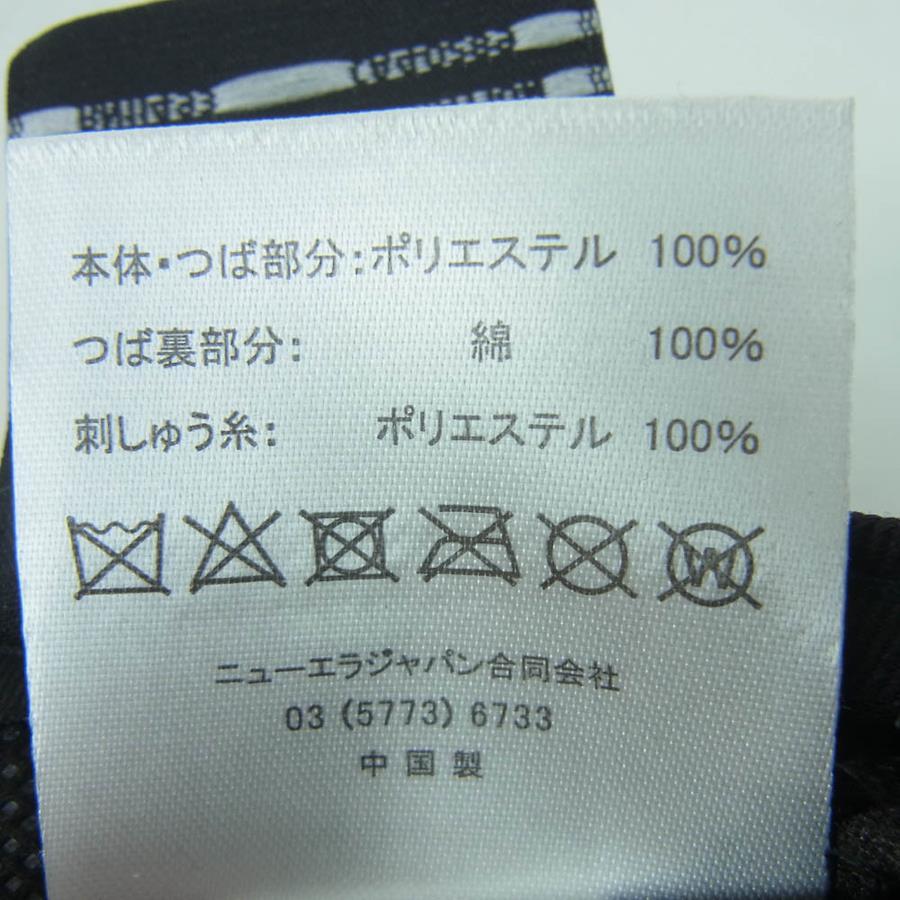 本体・つば部分：ポリエステル 100%
つば裏部分： 綿 100%
刺しゅう糸： ポリエステル 100%
W
ニューエラジャパン合同会社
03 (5773) 6733
中国製